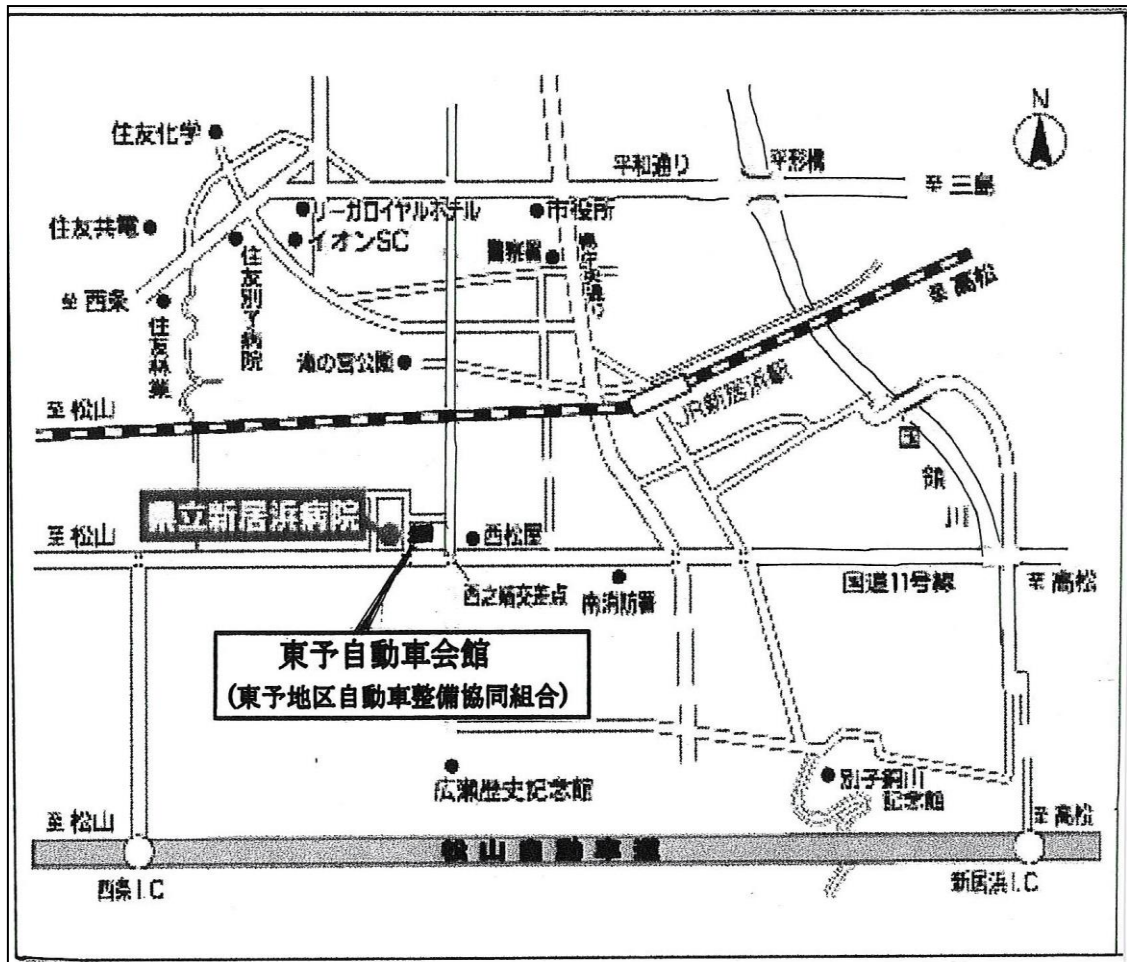 N
住友化学
平和通り
平形橋
至 三島
リーガロイヤルホテル
市役所
住友共電
イオンSC
警察署
至 西条
住友別子病院
住友林業
至 高松
滝の宮公園
JR新居浜駅
至 松山
国領川
県立新居浜病院
至 松山
西松屋
国道11号線
至 高松
南消防署
東予自動車会館
(東予地区自動車整備協同組合)
広瀬歴史記念館
別子銅山
記念館
至 松山
至 高松
松山自動車道
西条I.C
新居浜I.C